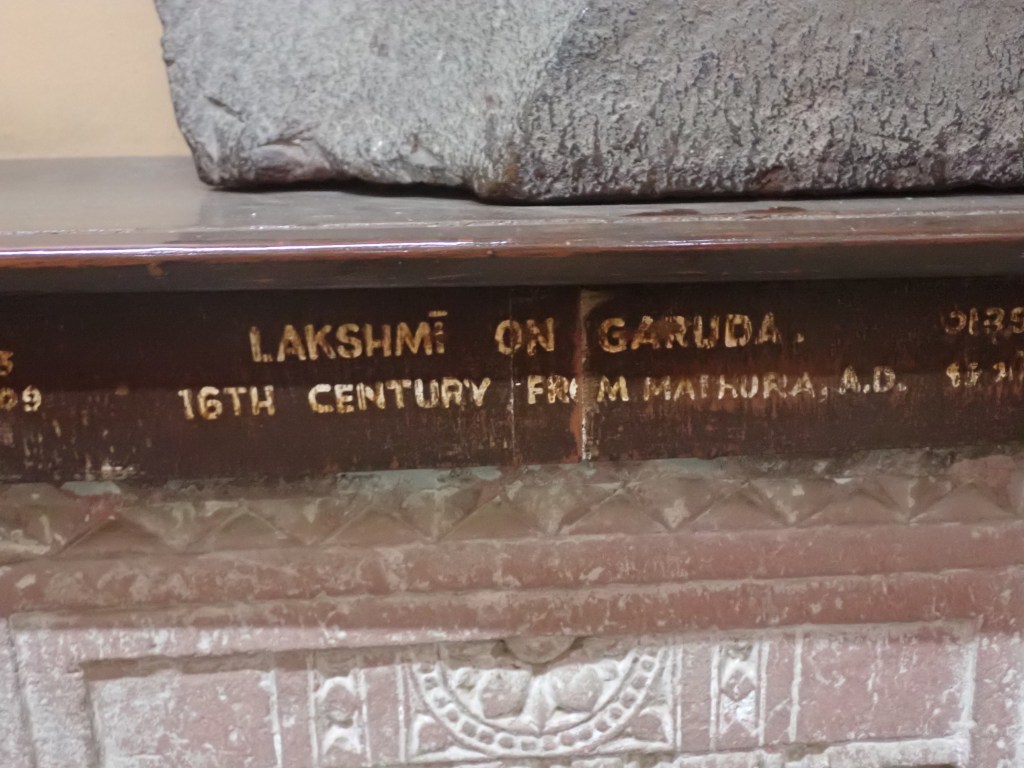 LAKSHMĪ ON GARUDA.
16TH CENTURY FROM MATHURA, A.D.